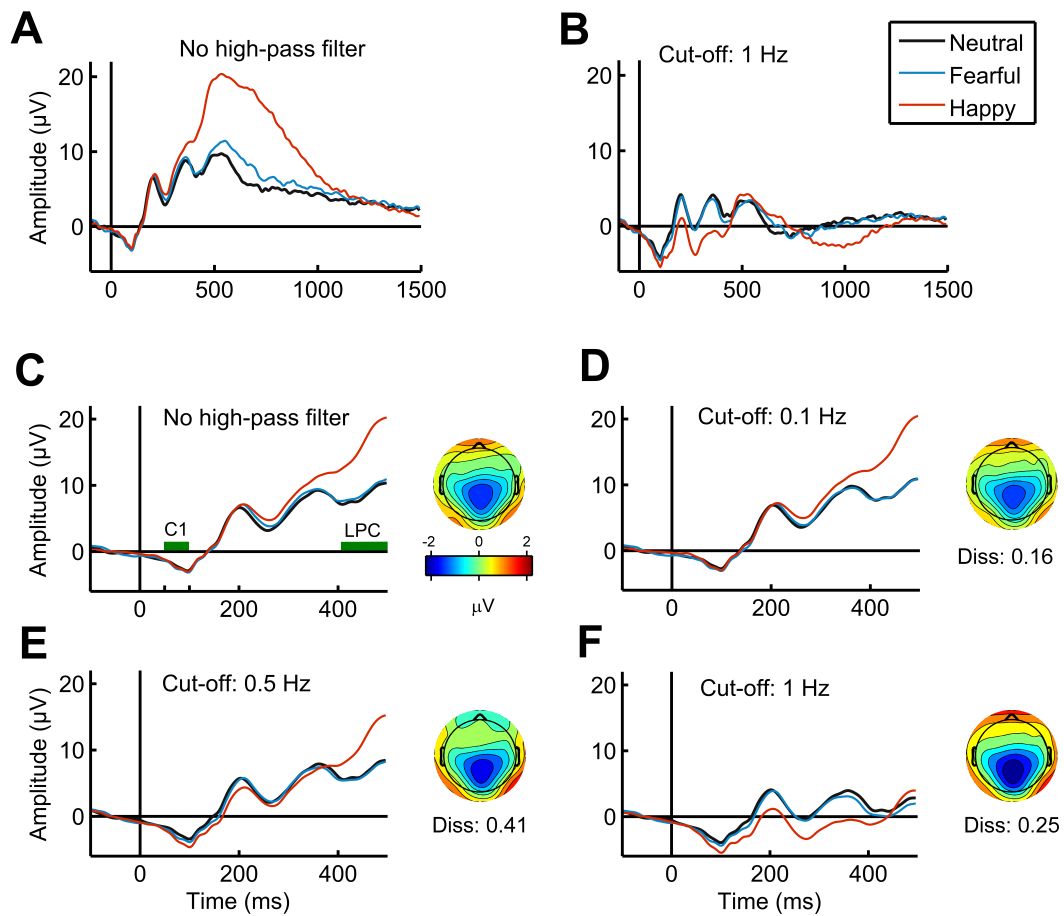 A
No high-pass filter
Amplitude (μV)
20
10
0
0 500 1000 1500
B
Cut-off: 1 Hz
20
10
0
0 500 1000 1500
Neutral
Fearful
Happy
C
No high-pass filter
Amplitude (μV)
20
10
0
C1
LPC
0 200 400
-2 0 2
μV
D
Cut-off: 0.1 Hz
20
10
0
0 200 400
Diss: 0.16
E
Cut-off: 0.5 Hz
Amplitude (μV)
20
10
0
0 200 400
Time (ms)
Diss: 0.41
F
Cut-off: 1 Hz
20
10
0
0 200 400
Time (ms)
Diss: 0.25